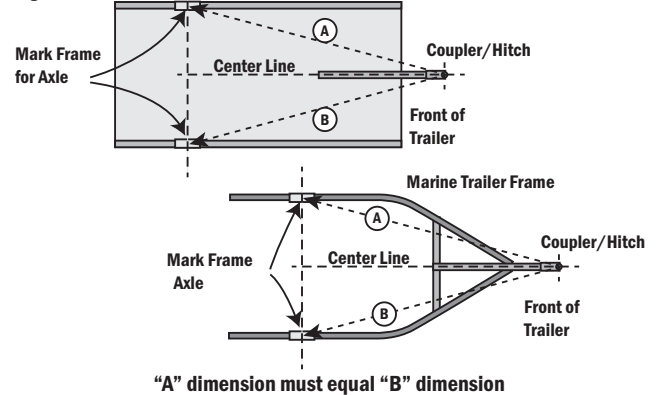 Mark Frame
for Axle
A
Center Line
B
Coupler/Hitch
Front of
Trailer
Marine Trailer Frame
A
Mark Frame
Axle
Center Line
B
Coupler/Hitch
Front of
Trailer
“A” dimension must equal “B” dimension